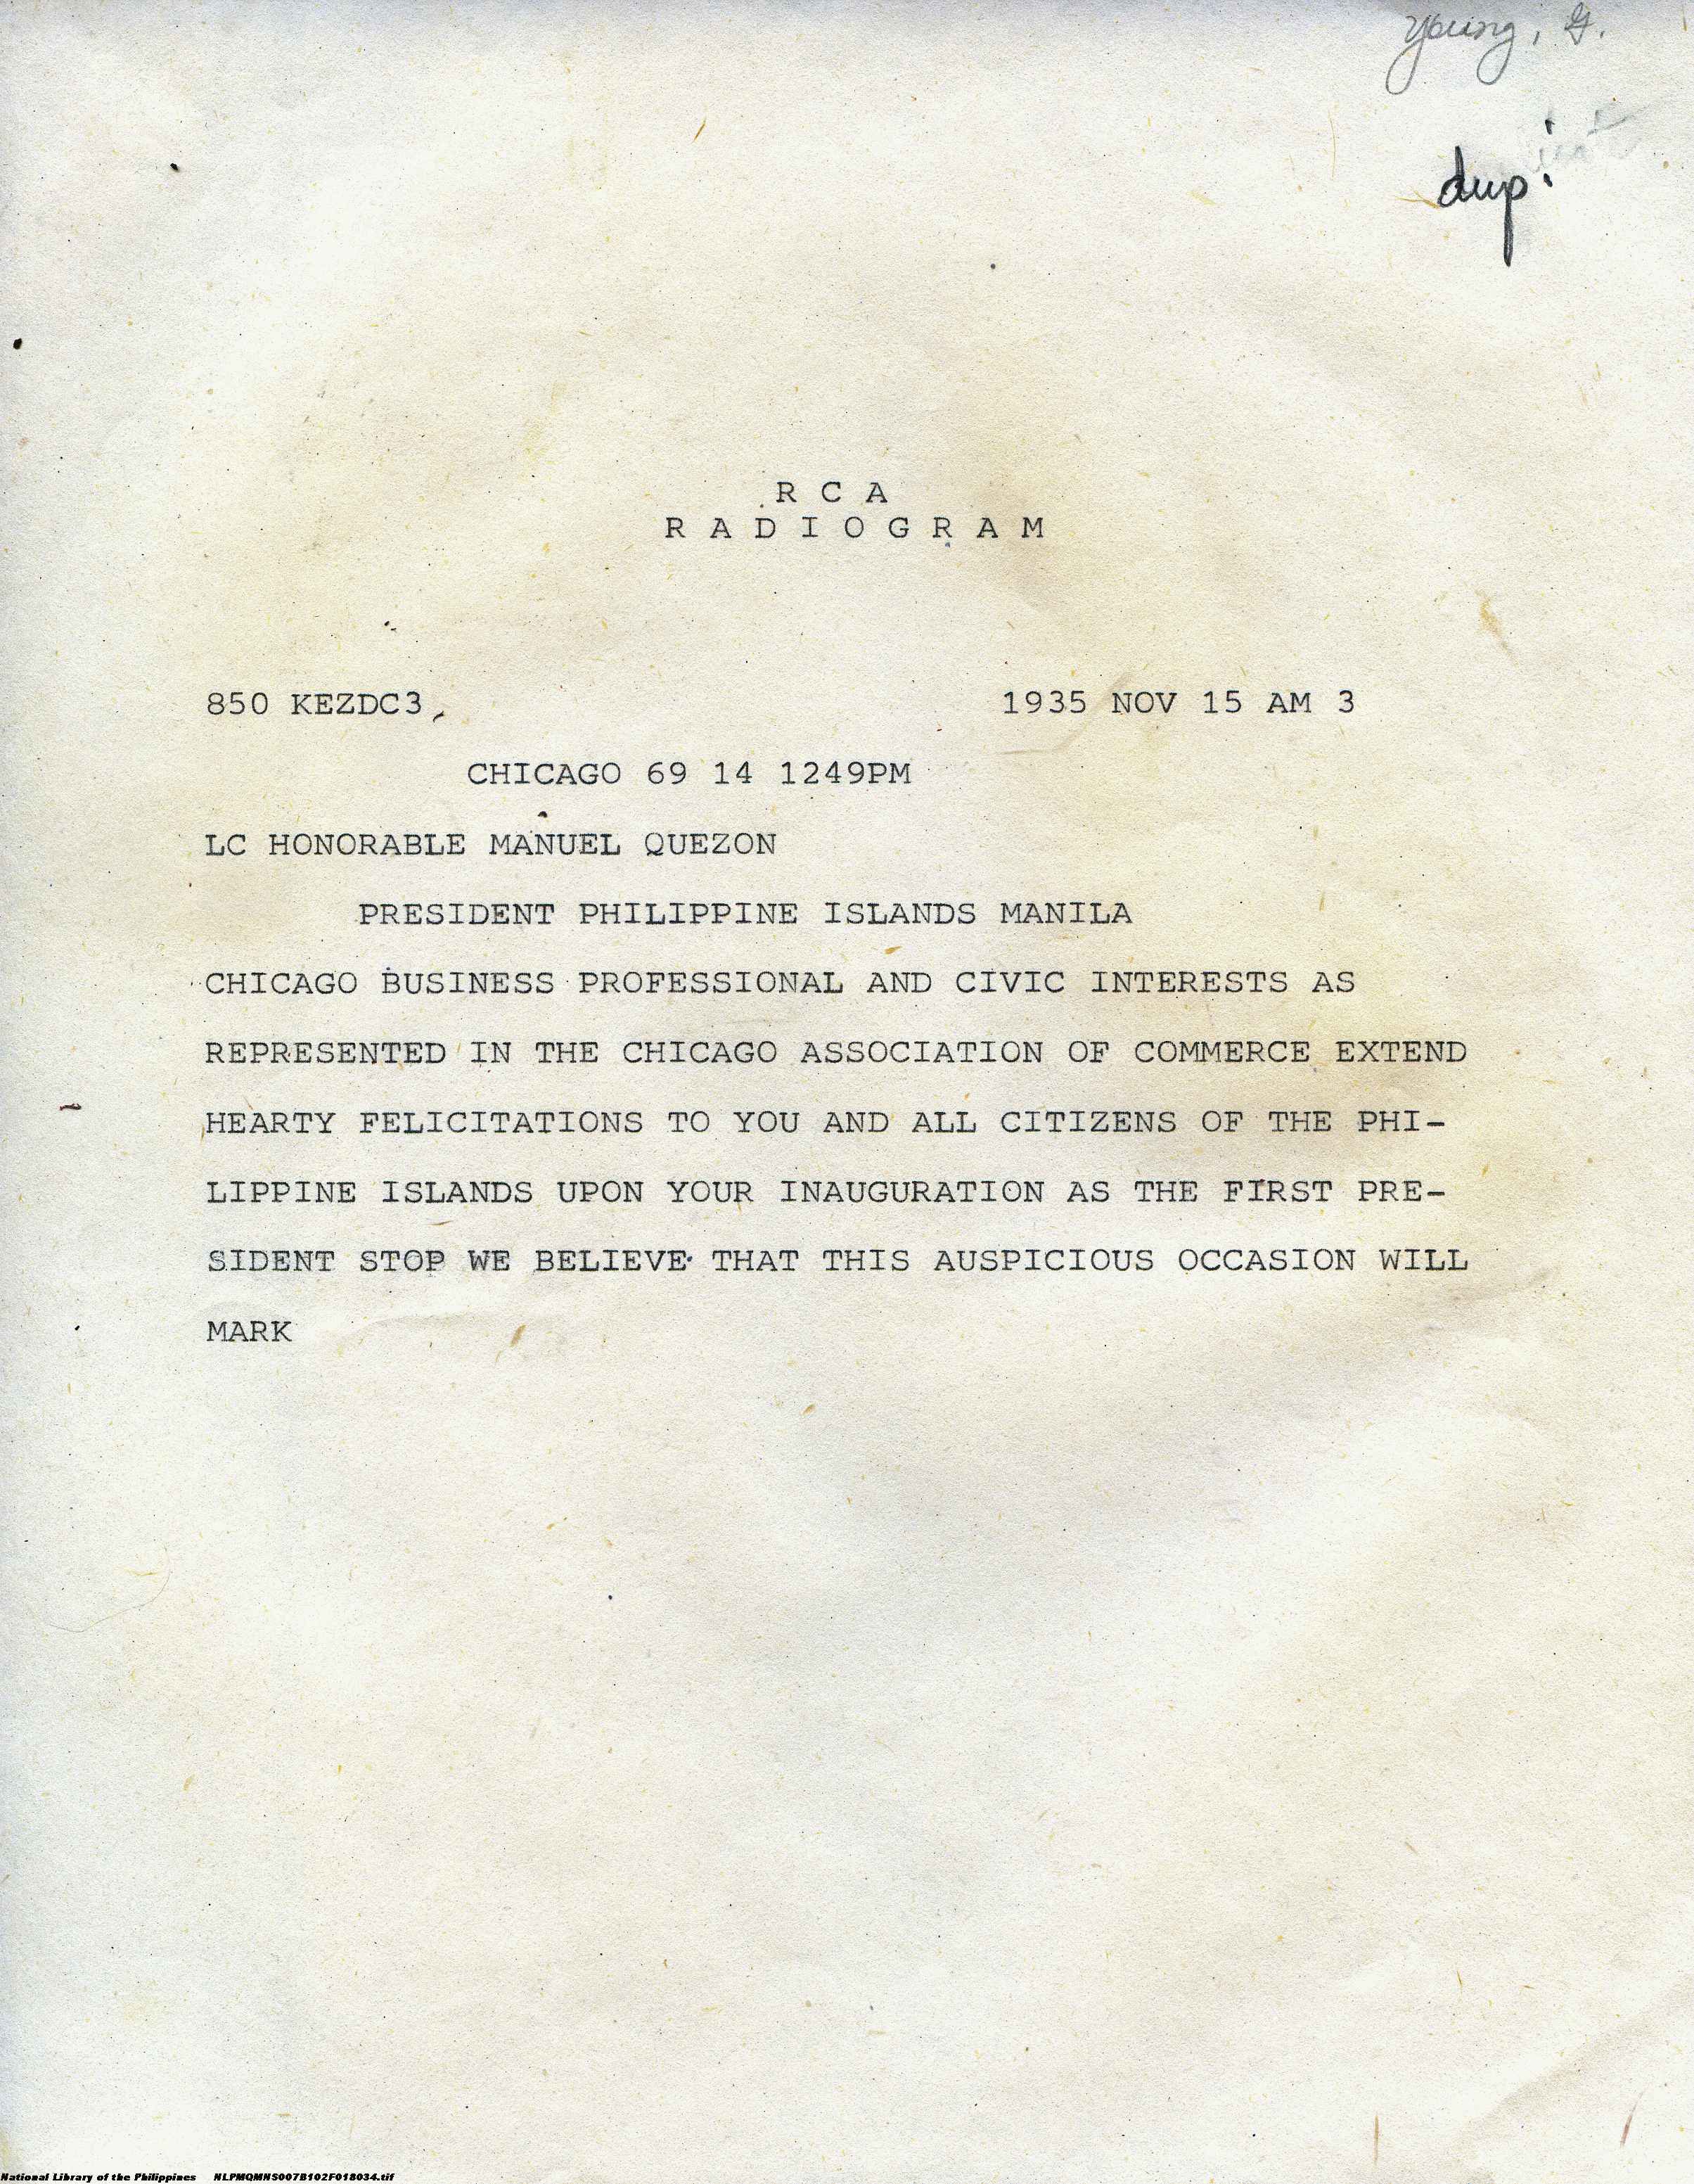 Young, G.
dup.
R C A
R A D I O G R A M
850 KEZDC3, 1935 NOV 15 AM 3
CHICAGO 69 14 1249PM
LC HONORABLE MANUEL QUEZON
PRESIDENT PHILIPPINE ISLANDS MANILA
CHICAGO BUSINESS PROFESSIONAL AND CIVIC INTERESTS AS
REPRESENTED IN THE CHICAGO ASSOCIATION OF COMMERCE EXTEND
HEARTY FELICITATIONS TO YOU AND ALL CITIZENS OF THE PHI-
LIPPINE ISLANDS UPON YOUR INAUGURATION AS THE FIRST PRE-
SIDENT STOP WE BELIEVE THAT THIS AUSPICIOUS OCCASION WILL
MARK
National Library of the Philippines NLPMQMNS007B102F018034.tif